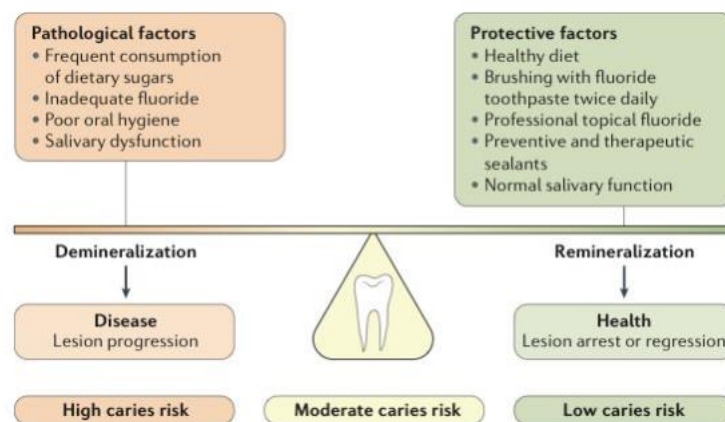 Pathological factors
• Frequent consumption
of dietary sugars
• Inadequate fluoride
• Poor oral hygiene
• Salivary dysfunction
Protective factors
• Healthy diet
• Brushing with fluoride
toothpaste twice daily
• Professional topical fluoride
• Preventive and therapeutic
sealants
• Normal salivary function
Demineralization
Remineralization
Disease
Lesion progression
Health
Lesion arrest or regression
High caries risk
Moderate caries risk
Low caries risk